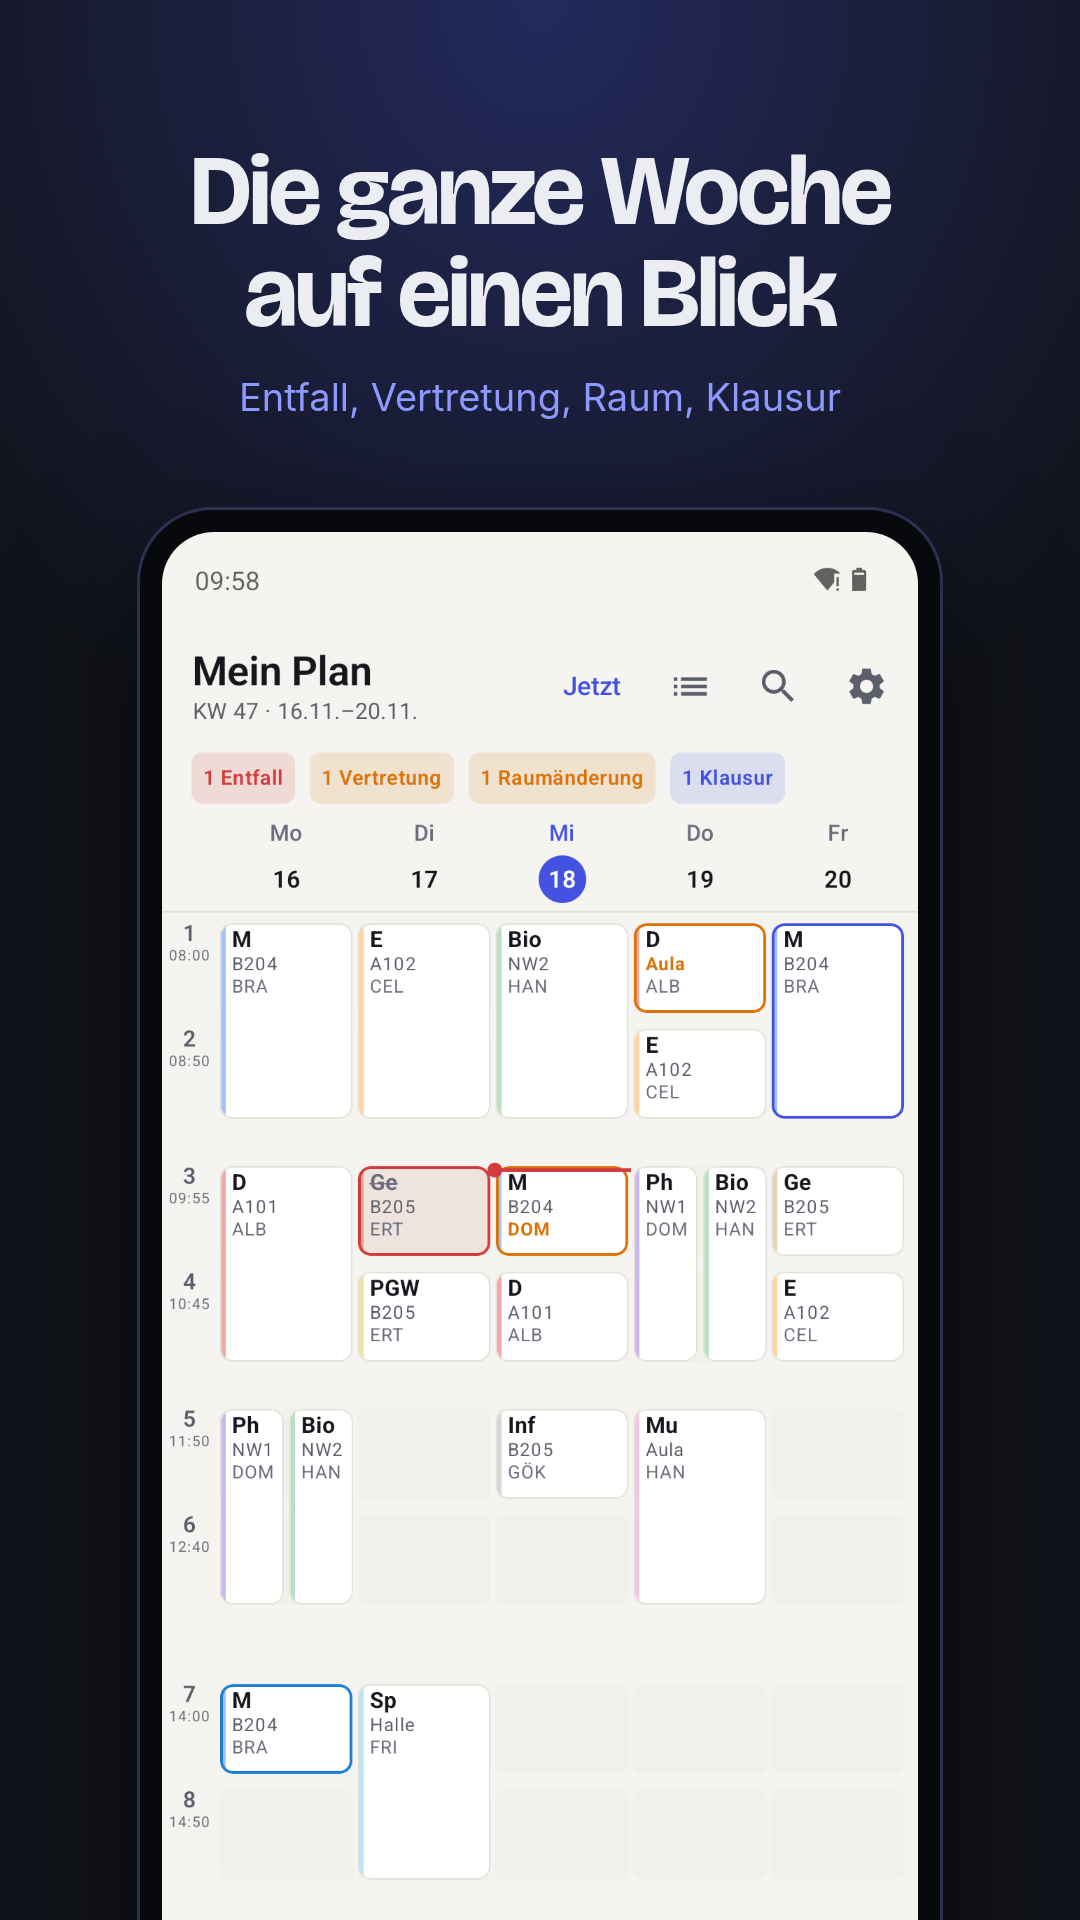 Die ganze Woche
auf einen Blick
Entfall, Vertretung, Raum, Klausur
09:58
Mein Plan
KW 47 · 16.11.–20.11.
Jetzt
1 Entfall
1 Vertretung
1 Raumänderung
1 Klausur
Mo
Di
Mi
Do
Fr
16
17
18
19
20
1
08:00
M
B204
BRA
E
A102
CEL
Bio
NW2
HAN
D
Aula
ALB
M
B204
BRA
2
08:50
E
A102
CEL
3
09:55
D
A101
ALB
Ge
B205
ERT
M
B204
DOM
Ph
NW1
DOM
Bio
NW2
HAN
Ge
B205
ERT
4
10:45
PGW
B205
ERT
D
A101
ALB
E
A102
CEL
5
11:50
Ph
NW1
DOM
Bio
NW2
HAN
Inf
B205
GÖK
Mu
Aula
HAN
6
12:40
7
14:00
M
B204
BRA
Sp
Halle
FRI
8
14:50